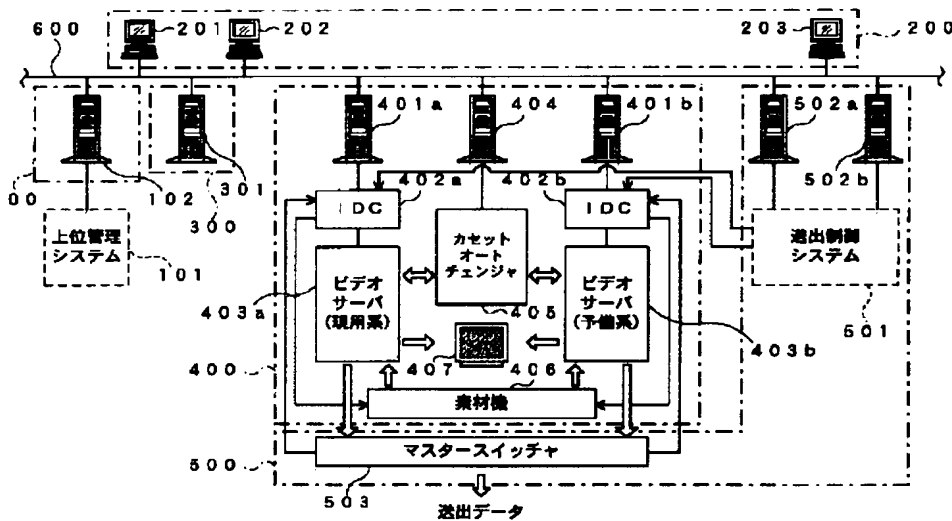 201
202
203
200
600
401a
404
401b
502a
502b
301
00
102
300
402a
402b
IDC
IDC
上位管理
システム
101
カセット
オート
チェンジャ
送出制御
システム
ビデオ
サーバ
(現用系)
ビデオ
サーバ
(予備系)
403a
405
501
403b
407
406
400
素材機
マスタースイッチャ
500
503
送出データ